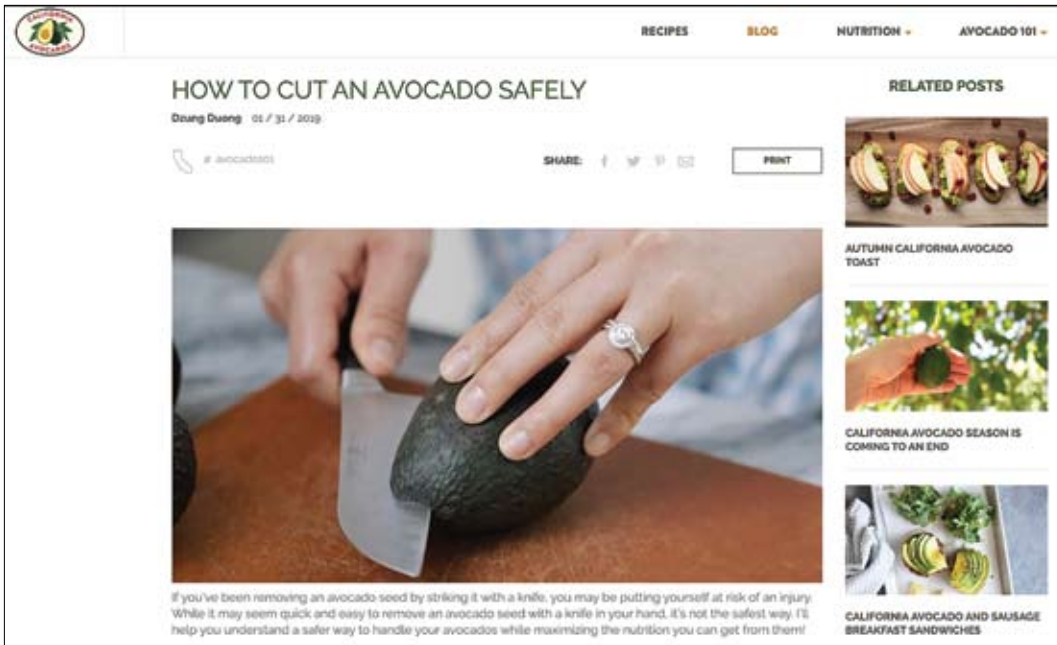 CALIFORNIA
AVOCADOS
RECIPES BLOG NUTRITION AVOCADO 101
HOW TO CUT AN AVOCADO SAFELY
Dzung Duong 01 / 31 / 2019
# avocado101
SHARE:
PRINT
If you've been removing an avocado seed by striking it with a knife, you may be putting yourself at risk of an injury.
While it may seem quick and easy to remove an avocado seed with a knife in your hand, it's not the safest way. I'll
help you understand a safer way to handle your avocados while maximizing the nutrition you can get from them!
RELATED POSTS
AUTUMN CALIFORNIA AVOCADO
TOAST
CALIFORNIA AVOCADO SEASON IS
COMING TO AN END
CALIFORNIA AVOCADO AND SAUSAGE
BREAKFAST SANDWICHES